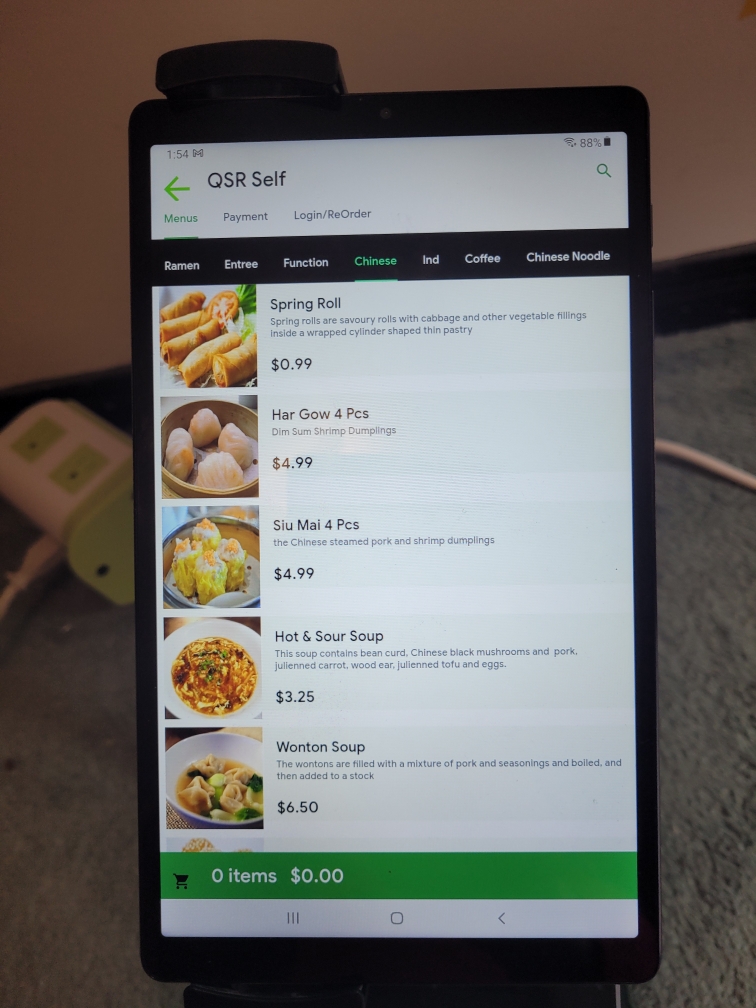 1:54
88%
QSR Self
Menus Payment Login/ReOrder
Ramen Entree Function Chinese Ind Coffee Chinese Noodle
Spring Roll
Spring rolls are savoury rolls with cabbage and other vegetable fillings
inside a wrapped cylinder shaped thin pastry
$0.99
Har Gow 4 Pcs
Dim Sum Shrimp Dumplings
$4.99
Siu Mai 4 Pcs
the Chinese steamed pork and shrimp dumplings
$4.99
Hot & Sour Soup
This soup contains bean curd, Chinese black mushrooms and pork,
julienned carrot, wood ear, julienned tofu and eggs.
$3.25
Wonton Soup
The wontons are filled with a mixture of pork and seasonings and boiled, and
then added to a stock
$6.50
0 items $0.00